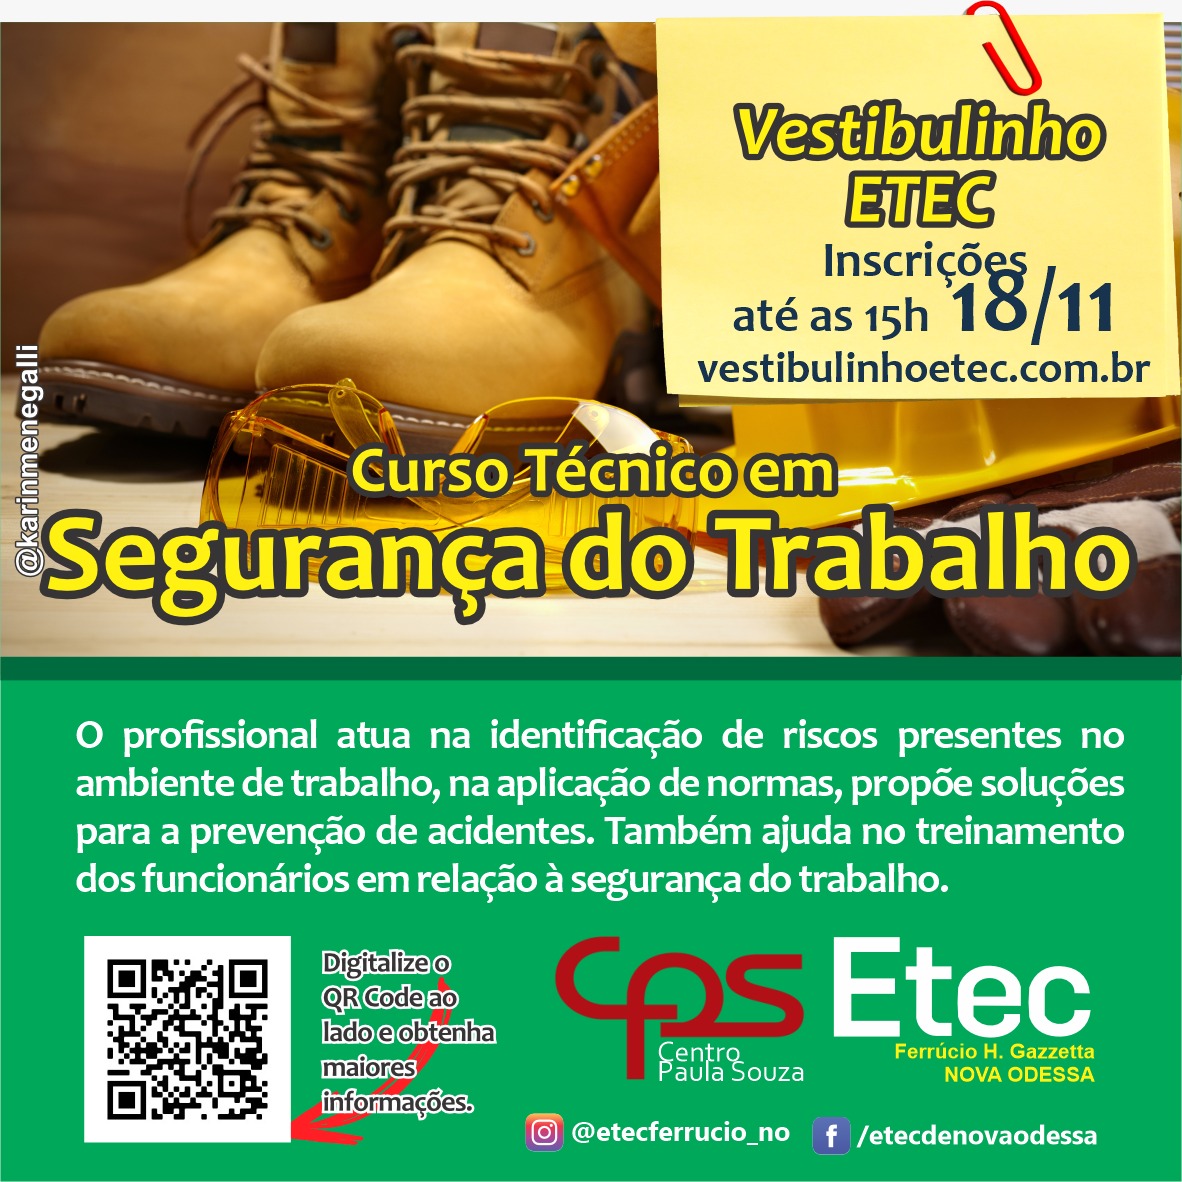 Vestibulinho
ETEC
Inscrições
até as 15h 18/11
vestibulinhoetec.com.br
@karinmenegalli
Curso Técnico em
Segurança do Trabalho
O profissional atua na identificação de riscos presentes no
ambiente de trabalho, na aplicação de normas, propõe soluções
para a prevenção de acidentes. Também ajuda no treinamento
dos funcionários em relação à segurança do trabalho.
Digitalize o
QR Code ao
lado e obtenha
maiores
informações.
cps
Centro
Paula Souza
Etec
Ferrúcio H. Gazzetta
NOVA ODESSA
@etecferrucio_no
/etecdenovaodessa